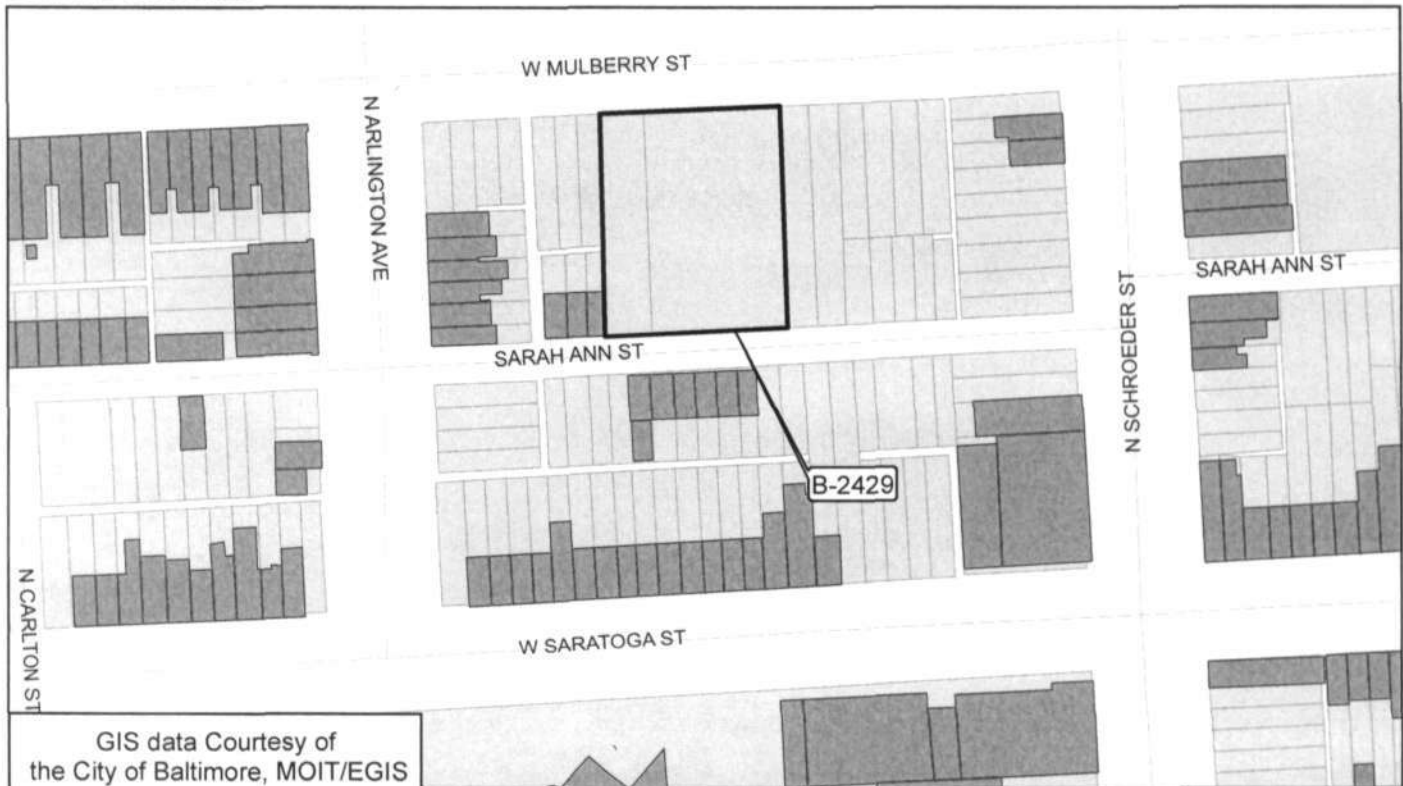 W MULBERRY ST
N ARLINGTON AVE
SARAH ANN ST
SARAH ANN ST
N SCHROEDER ST
B-2429
N CARLTON ST
W SARATOGA ST
GIS data Courtesy of
the City of Baltimore, MOIT/EGIS